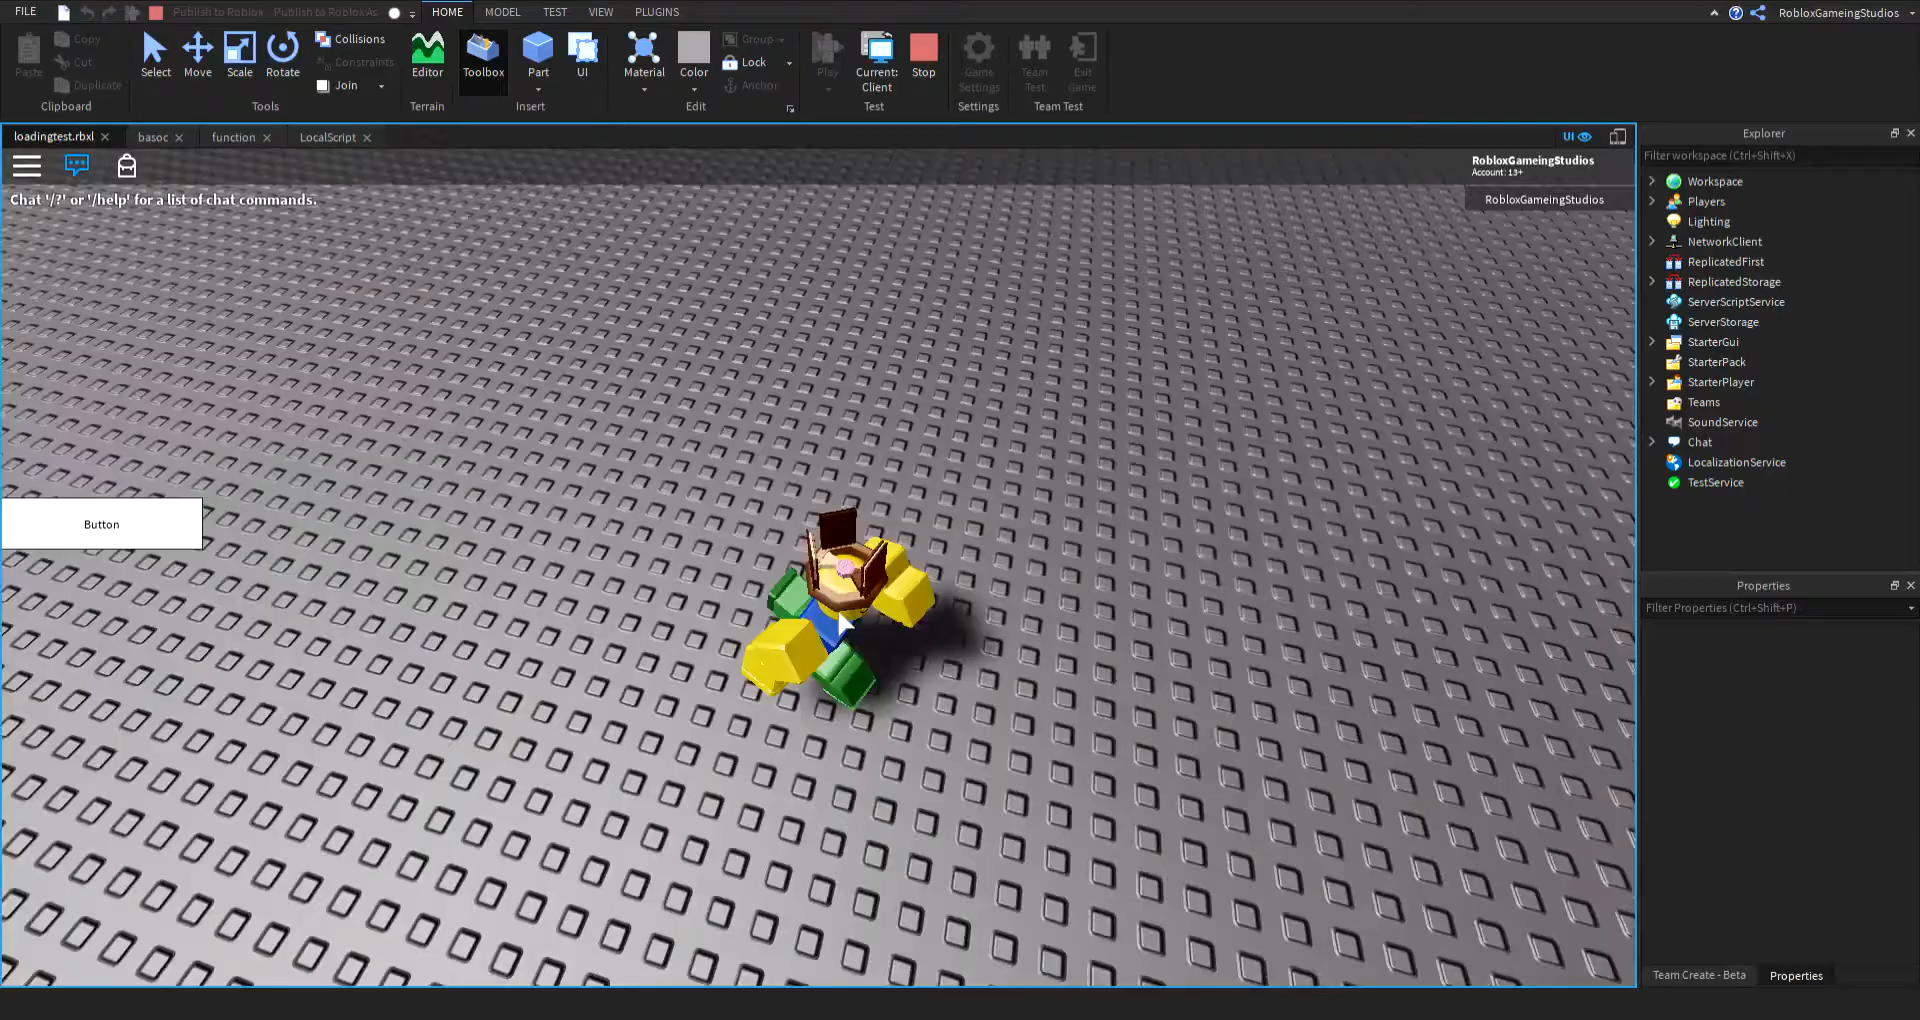 FILE Publish to Roblox Publish to Roblox As HOME MODEL TEST VIEW PLUGINS RobloxGameingStudios
Paste Copy Cut Duplicate
Clipboard
Select Move Scale Rotate Collisions Constraints Join
Tools
Editor
Terrain
Toolbox Part UI
Insert
Material Color Group Lock Anchor
Edit
Play Current: Client Stop
Test
Game Settings
Settings
Team Test Exit Game
Team Test
loadingtest.rbxl basoc function LocalScript UI
RobloxGameingStudios
Account: 13+
RobloxGameingStudios
Chat '/?' or '/help' for a list of chat commands.
Button
Explorer
Filter workspace (Ctrl+Shift+X)
Workspace
Players
Lighting
NetworkClient
ReplicatedFirst
ReplicatedStorage
ServerScriptService
ServerStorage
StarterGui
StarterPack
StarterPlayer
Teams
SoundService
Chat
LocalizationService
TestService
Properties
Filter Properties (Ctrl+Shift+P)
Team Create - Beta Properties